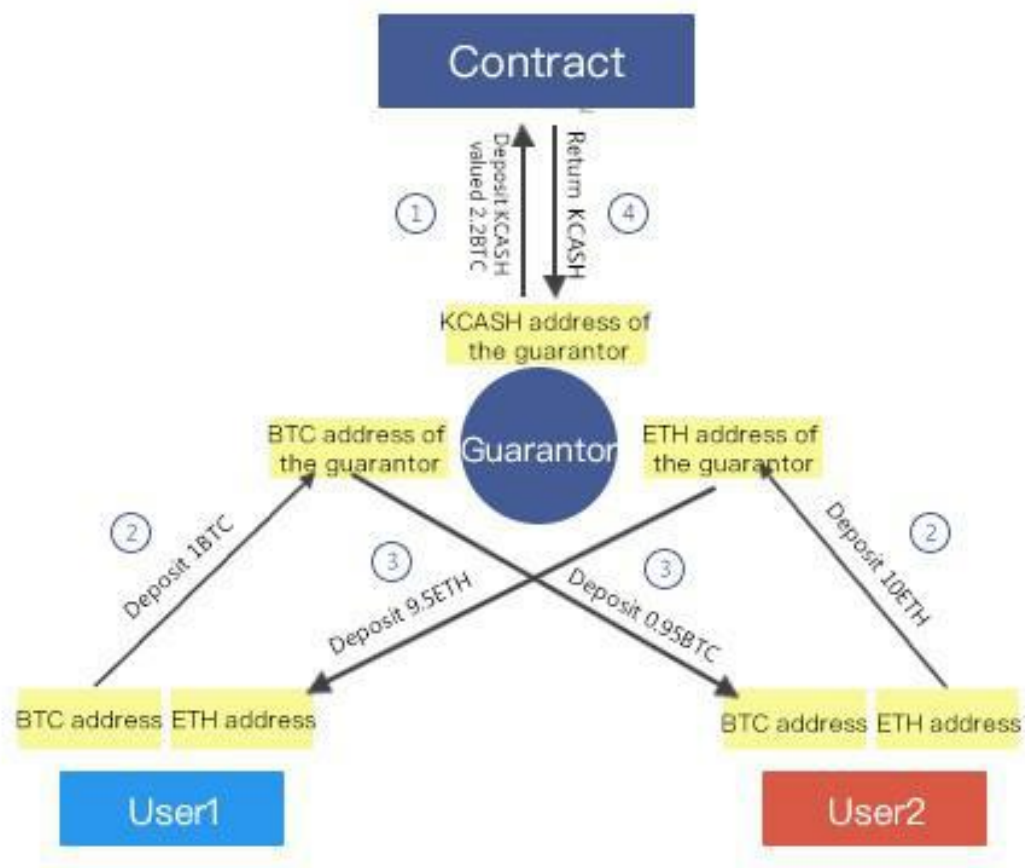 Contract
Deposit KCASH
valued 2.2BTC
Return KCASH
1
4
KCASH address of
the guarantor
BTC address of
the guarantor
Guarantor
ETH address of
the guarantor
2
Deposit 1BTC
3
Deposit 9.5ETH
3
Deposit 0.95BTC
2
Deposit 10ETH
BTC address
ETH address
BTC address
ETH address
User1
User2